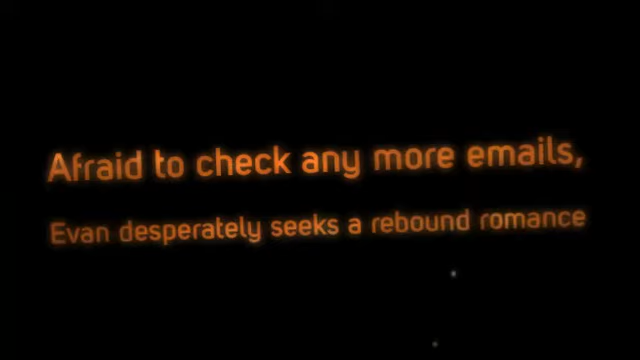 Afraid to check any more emails,
Evan desperately seeks a rebound romance